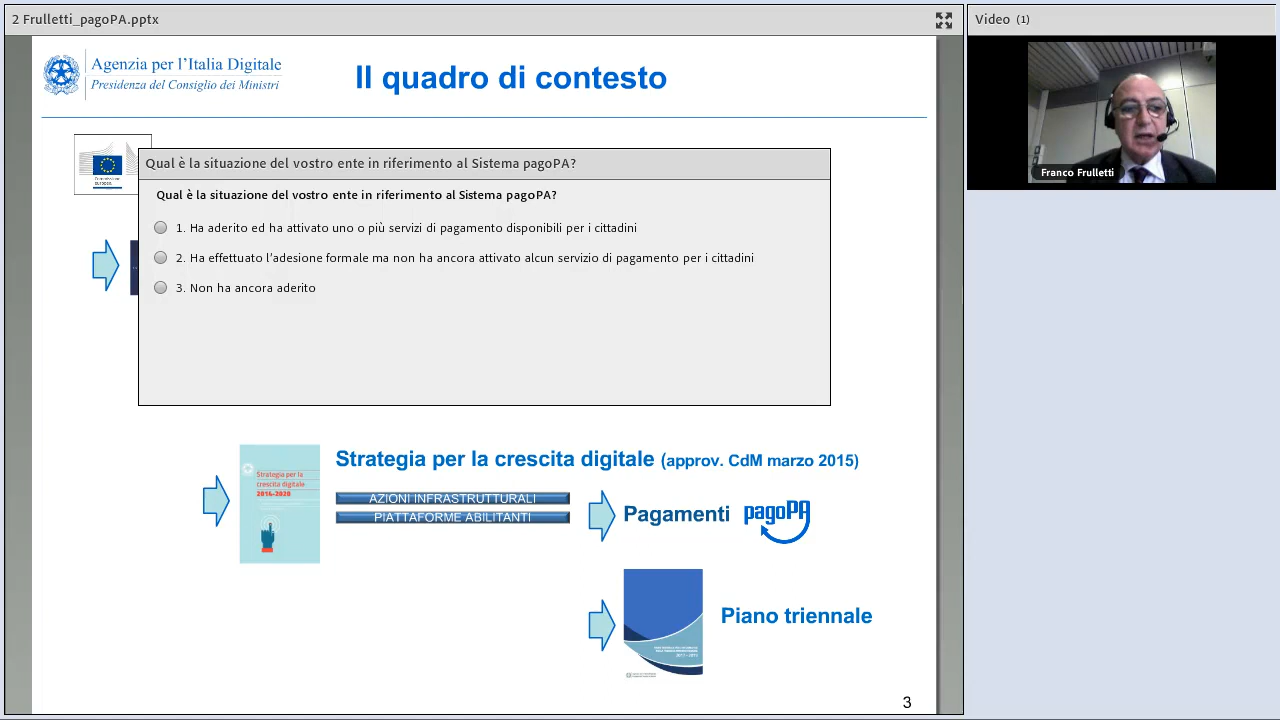 2 Frulletti_pagoPA.pptx
Video (1)
Agenzia per l'Italia Digitale
Presidenza del Consiglio dei Ministri
Il quadro di contesto
Franco Frulletti
Commissione
europea
Qual è la situazione del vostro ente in riferimento al Sistema pagoPA?
Qual è la situazione del vostro ente in riferimento al Sistema pagoPA?
1. Ha aderito ed ha attivato uno o più servizi di pagamento disponibili per i cittadini
2. Ha effettuato l’adesione formale ma non ha ancora attivato alcun servizio di pagamento per i cittadini
3. Non ha ancora aderito
Strategia per la crescita digitale (approv. CdM marzo 2015)
Strategia per la
crescita digitale
2014-2020
AZIONI INFRASTRUTTURALI
PIATTAFORME ABILITANTI
Pagamenti pagoPA
Piano triennale
3